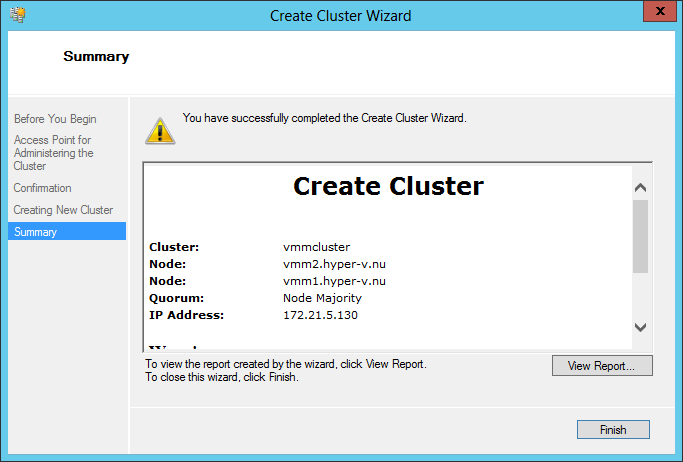 Create Cluster Wizard
Summary
Before You Begin
Access Point for
Administering the
Cluster
Confirmation
Creating New Cluster
Summary
You have successfully completed the Create Cluster Wizard.
Create Cluster
Cluster: vmmcluster
Node: vmm2.hyper-v.nu
Node: vmm1.hyper-v.nu
Quorum: Node Majority
IP Address: 172.21.5.130
To view the report created by the wizard, click View Report.
To close this wizard, click Finish.
View Report...
Finish